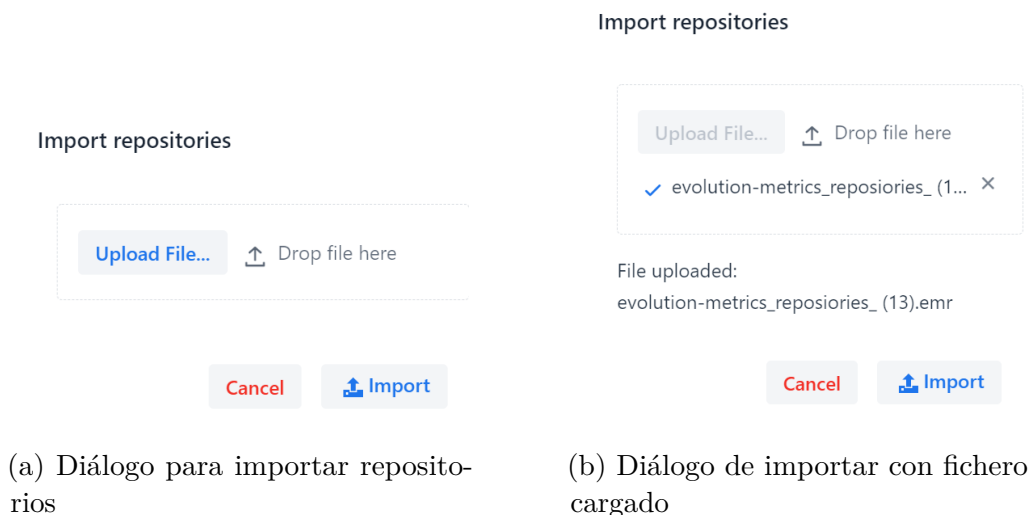 Import repositories
Upload File...
Drop file here
Cancel
Import
(a) Diálogo para importar reposito-
rios
Import repositories
Upload File...
Drop file here
evolution-metrics_reposiories_ (1...
File uploaded:
evolution-metrics_reposiories_ (13).emr
Cancel
Import
(b) Diálogo de importar con fichero
cargado